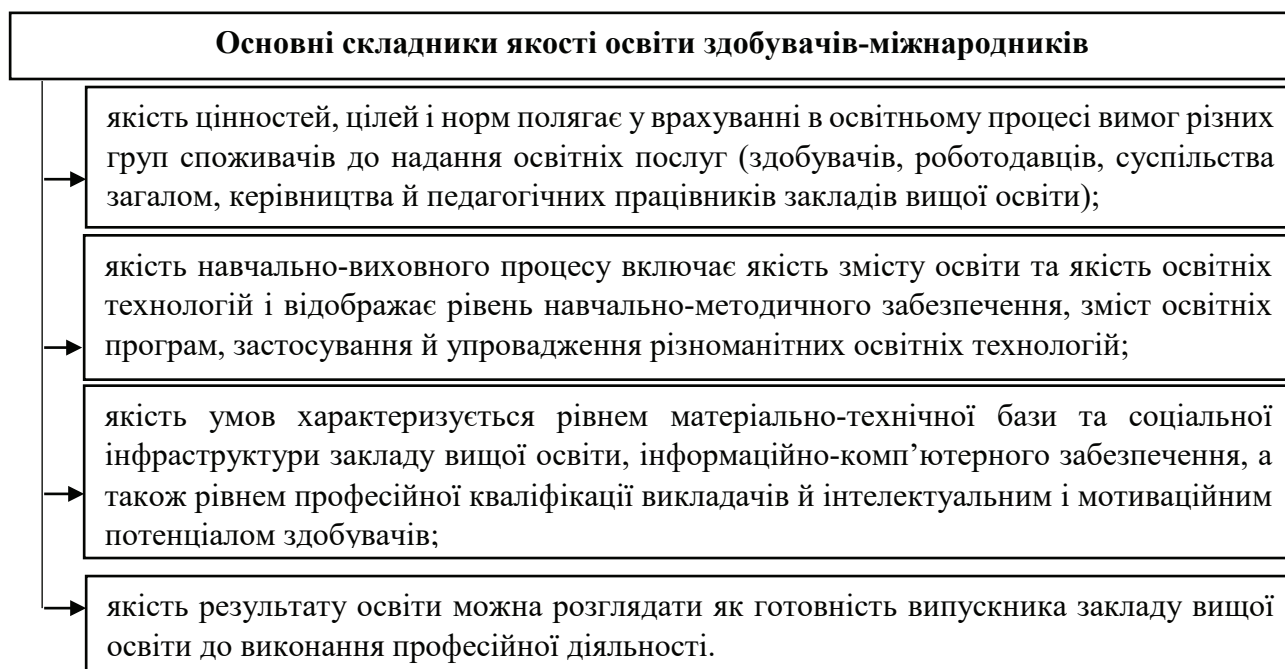 Основні складники якості освіти здобувачів-міжнародників
якість цінностей, цілей і норм полягає у врахуванні в освітньому процесі вимог різних
груп споживачів до надання освітніх послуг (здобувачів, роботодавців, суспільства
загалом, керівництва й педагогічних працівників закладів вищої освіти);
якість навчально-виховного процесу включає якість змісту освіти та якість освітніх
технологій і відображає рівень навчально-методичного забезпечення, зміст освітніх
програм, застосування й упровадження різноманітних освітніх технологій;
якість умов характеризується рівнем матеріально-технічної бази та соціальної
інфраструктури закладу вищої освіти, інформаційно-комп’ютерного забезпечення, а
також рівнем професійної кваліфікації викладачів й інтелектуальним і мотиваційним
потенціалом здобувачів;
якість результату освіти можна розглядати як готовність випускника закладу вищої
освіти до виконання професійної діяльності.